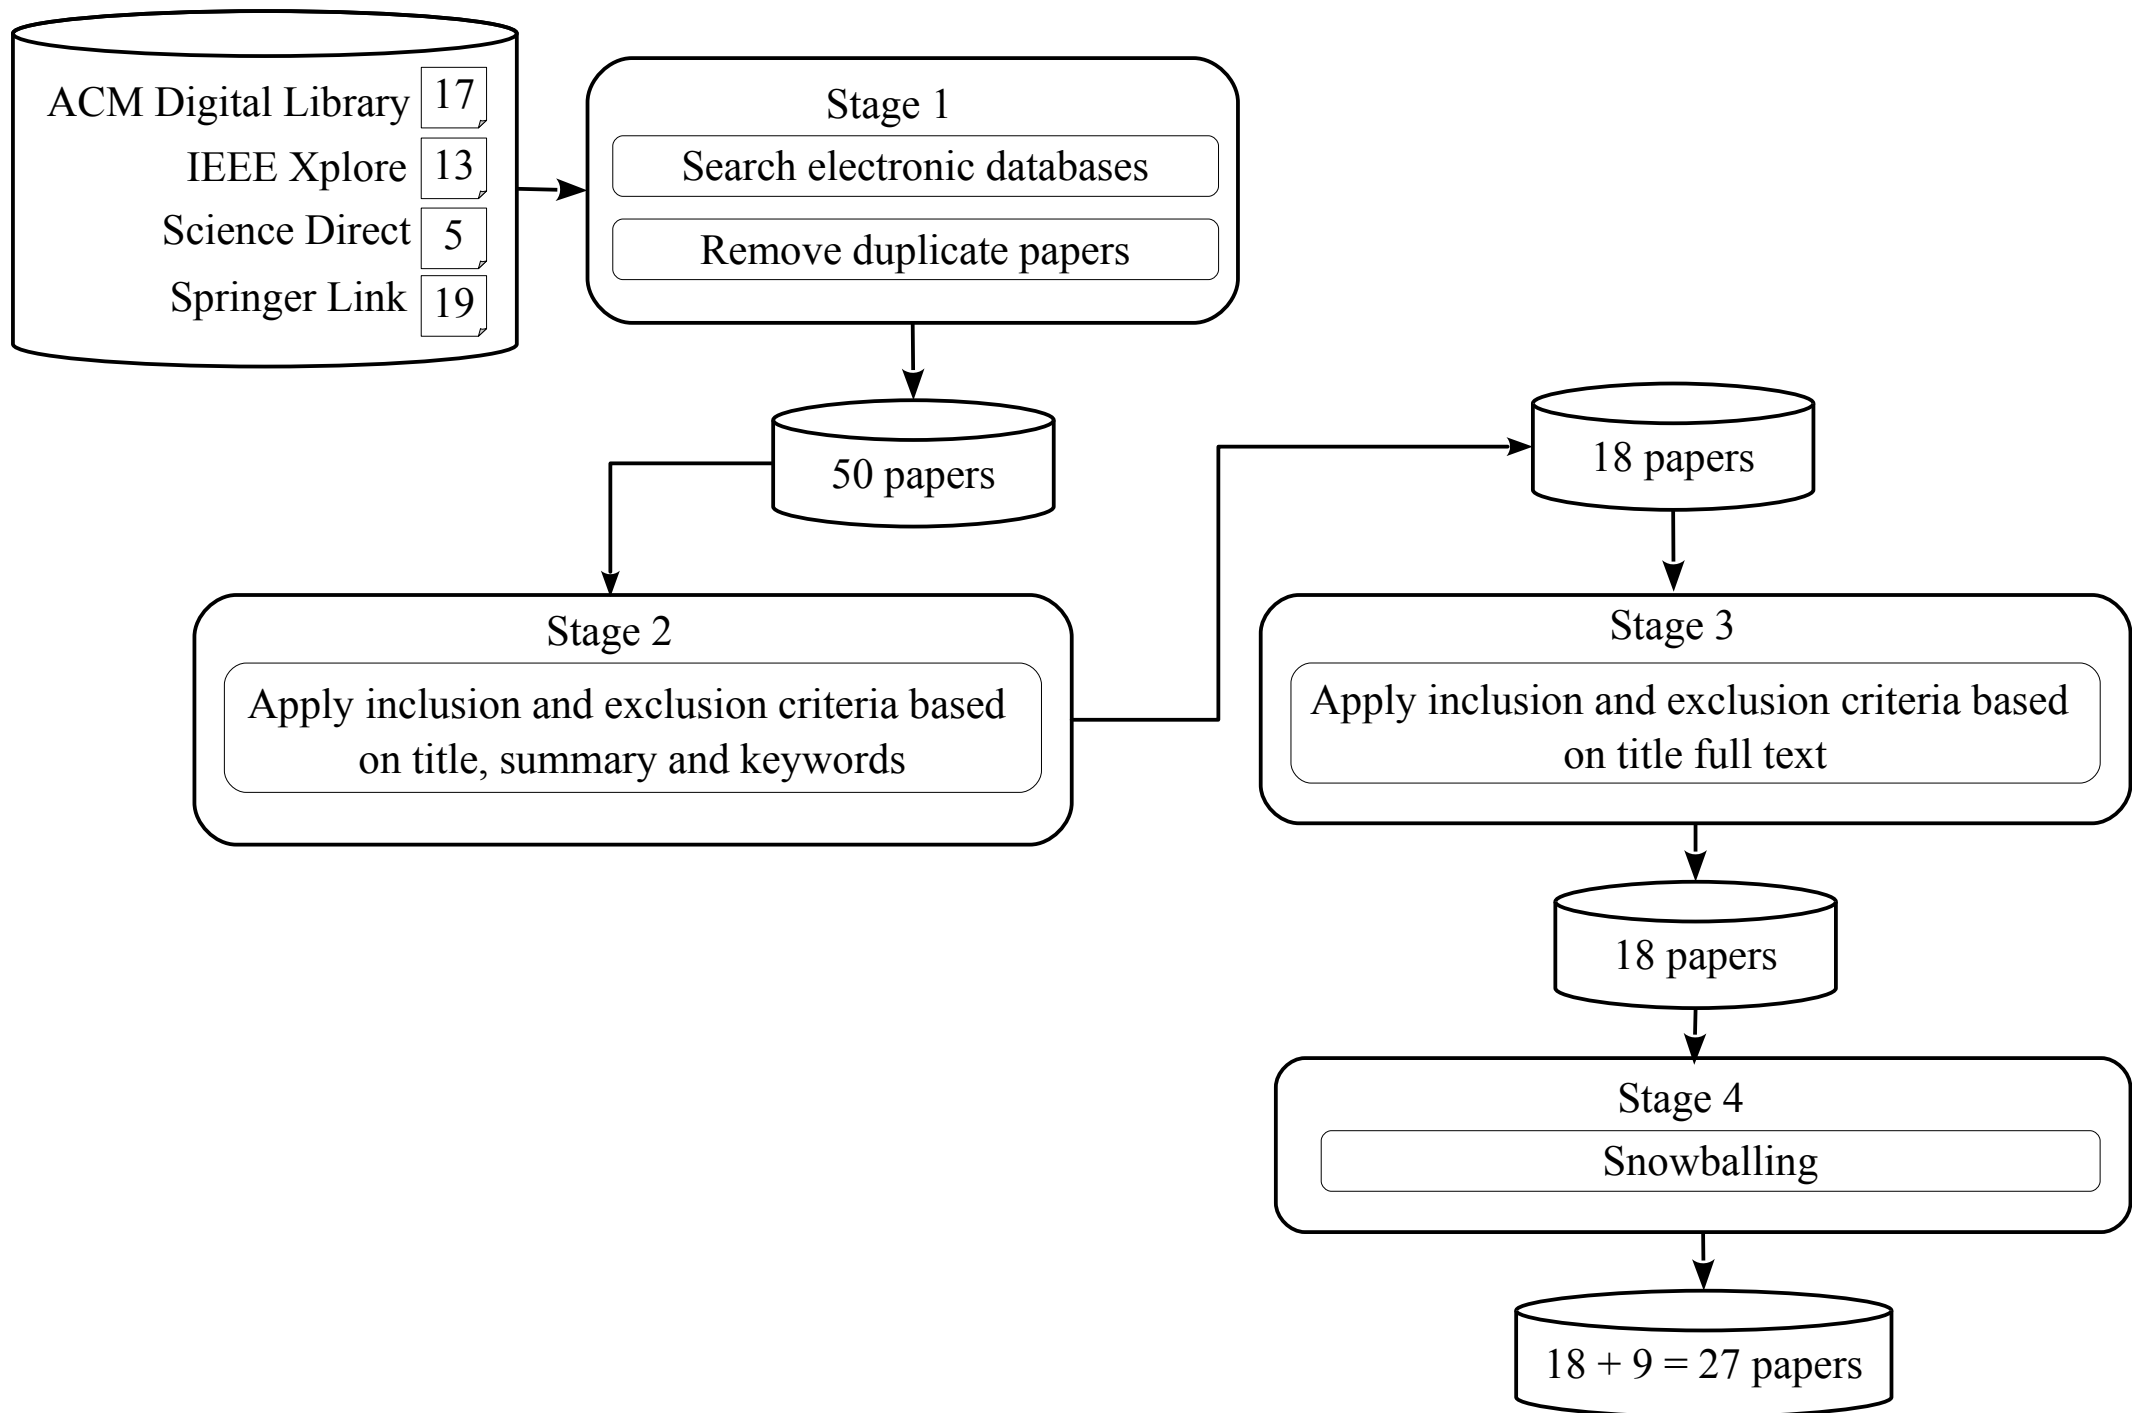 ACM Digital Library 17
IEEE Xplore 13
Science Direct 5
Springer Link 19
Stage 1
Search electronic databases
Remove duplicate papers
50 papers
Stage 2
Apply inclusion and exclusion criteria based
on title, summary and keywords
18 papers
Stage 3
Apply inclusion and exclusion criteria based
on title full text
18 papers
Stage 4
Snowballing
18 + 9 = 27 papers